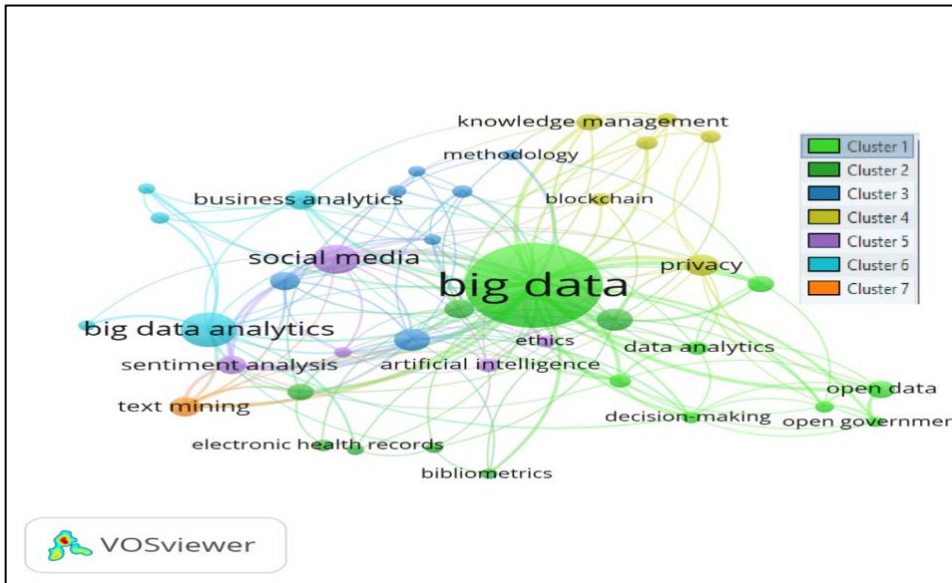 knowledge management
methodology
blockchain
business analytics
social media
privacy
big data
big data analytics
ethics
data analytics
sentiment analysis
artificial intelligence
text mining
open data
decision-making
open governmen
electronic health records
bibliometrics
Cluster 1
Cluster 2
Cluster 3
Cluster 4
Cluster 5
Cluster 6
Cluster 7
VOSviewer